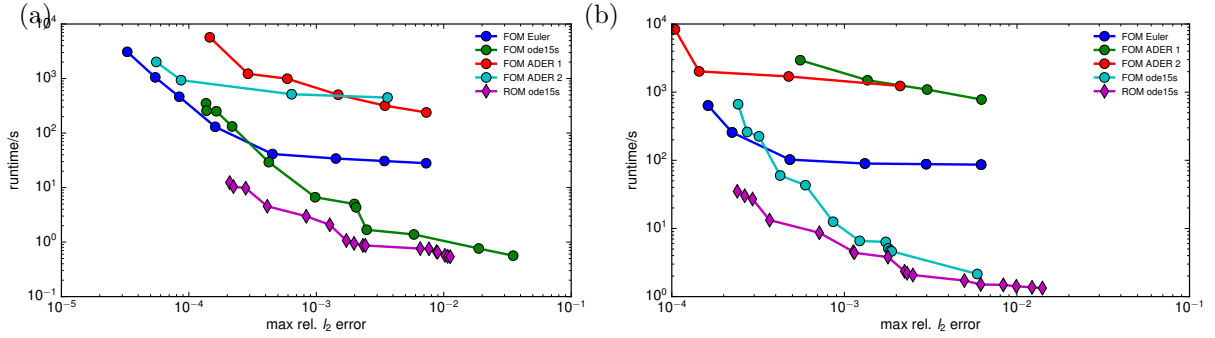 (a)
10^4
10^3
10^2
10^1
10^0
10^-1
runtime/s
10^-5
10^-4
10^-3
10^-2
10^-1
max rel. l_2 error
FOM Euler
FOM ode15s
FOM ADER 1
FOM ADER 2
ROM ode15s
(b)
10^4
10^3
10^2
10^1
10^0
runtime/s
10^-4
10^-3
10^-2
10^-1
max rel. l_2 error
FOM Euler
FOM ADER 1
FOM ADER 2
FOM ode15s
ROM ode15s